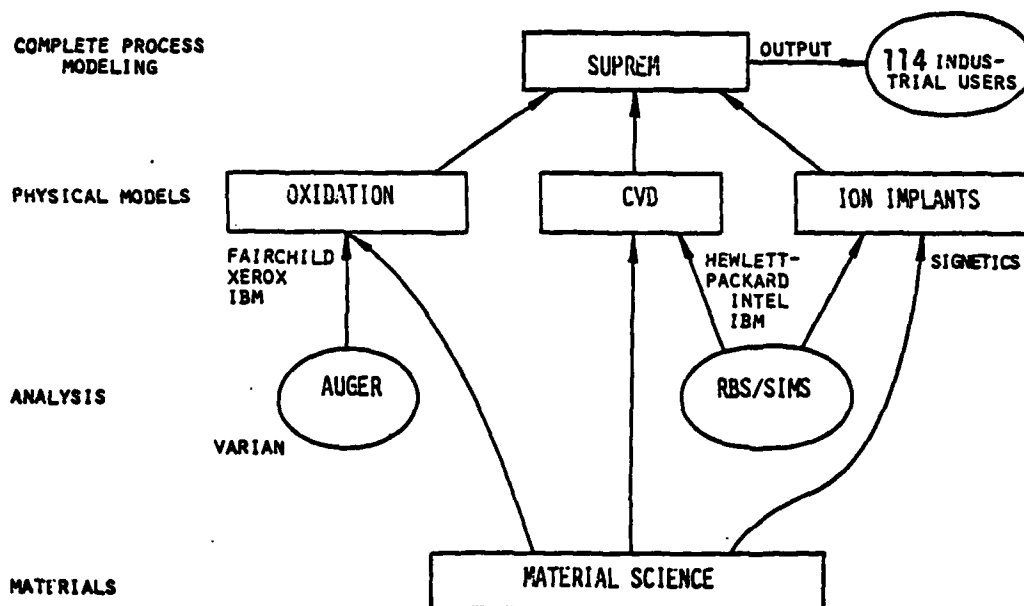 COMPLETE PROCESS
MODELING
SUPREM
OUTPUT
114 INDUS-
TRIAL USERS
PHYSICAL MODELS
OXIDATION
CVD
ION IMPLANTS
FAIRCHILD
XEROX
IBM
HEWLETT-
PACKARD
INTEL
IBM
SIGNETICS
ANALYSIS
AUGER
RBS/SIMS
VARIAN
MATERIALS
MATERIAL SCIENCE